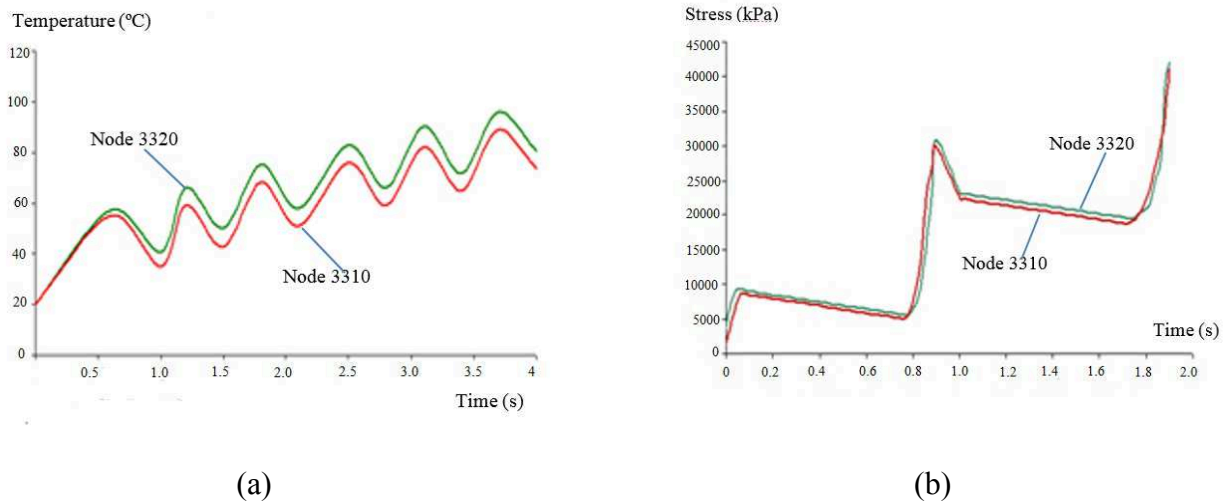 Temperature (ºC)
120
100
80
60
40
20
0
Node 3320
Node 3310
0.5 1.0 1.5 2.0 2.5 3.0 3.5 4
Time (s)
(a)
Stress (kPa)
45000
40000
35000
30000
25000
20000
15000
10000
5000
0
Node 3320
Node 3310
Time (s)
0 0.2 0.4 0.6 0.8 1.0 1.2 1.4 1.6 1.8 2.0
(b)